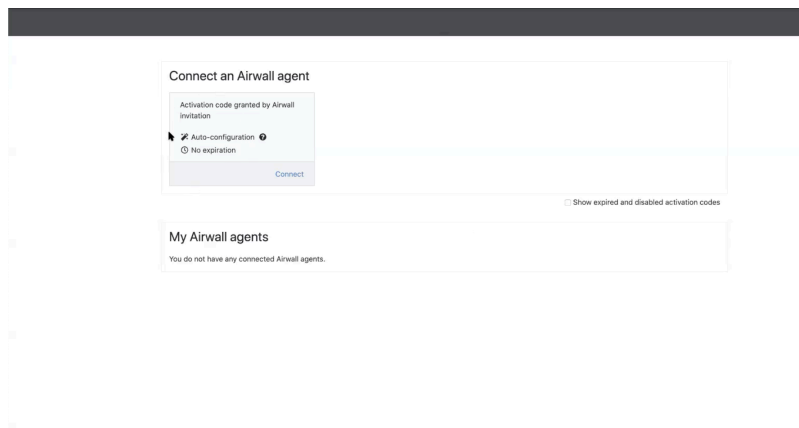 Connect an Airwall agent
Activation code granted by Airwall
invitation
Auto-configuration
No expiration
Connect
Show expired and disabled activation codes
My Airwall agents
You do not have any connected Airwall agents.